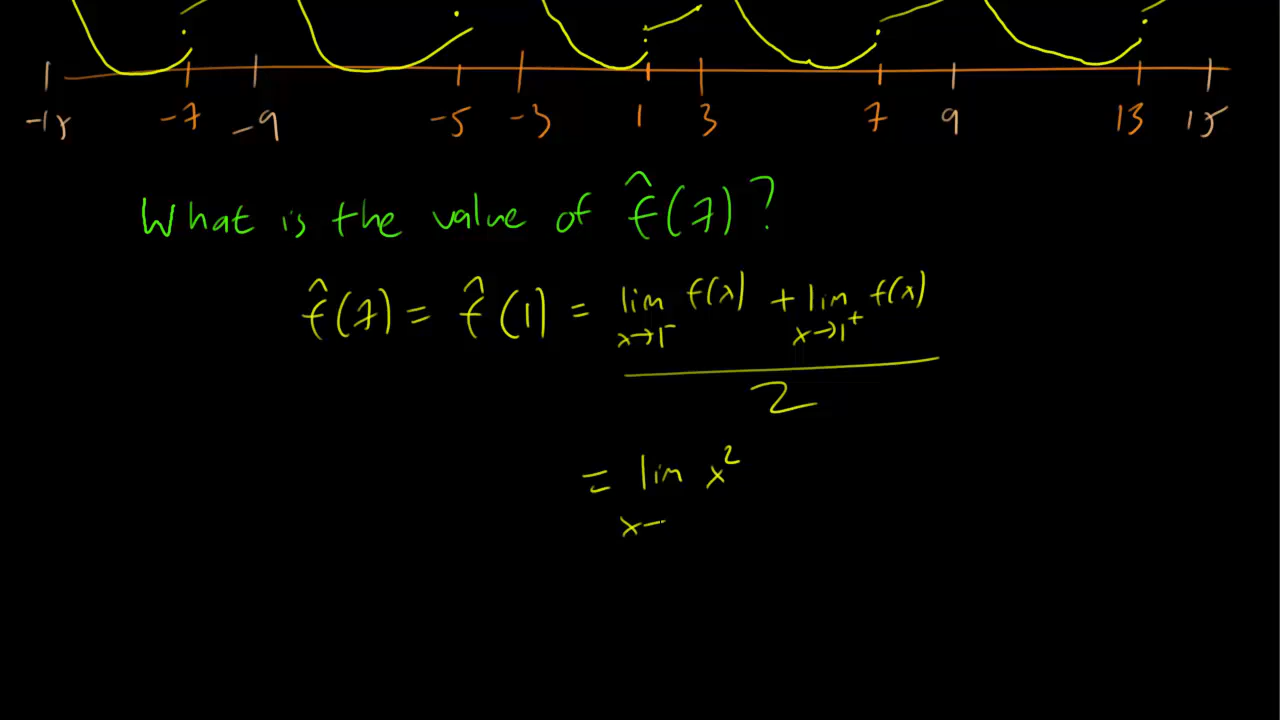 -15 -7 -9 -5 -3 1 3 7 9 13 15
What is the value of f̂(7)?
f̂(7) = f̂(1) = lim x→1⁻ f(x) + lim x→1⁺ f(x)
2
= lim x²
x–